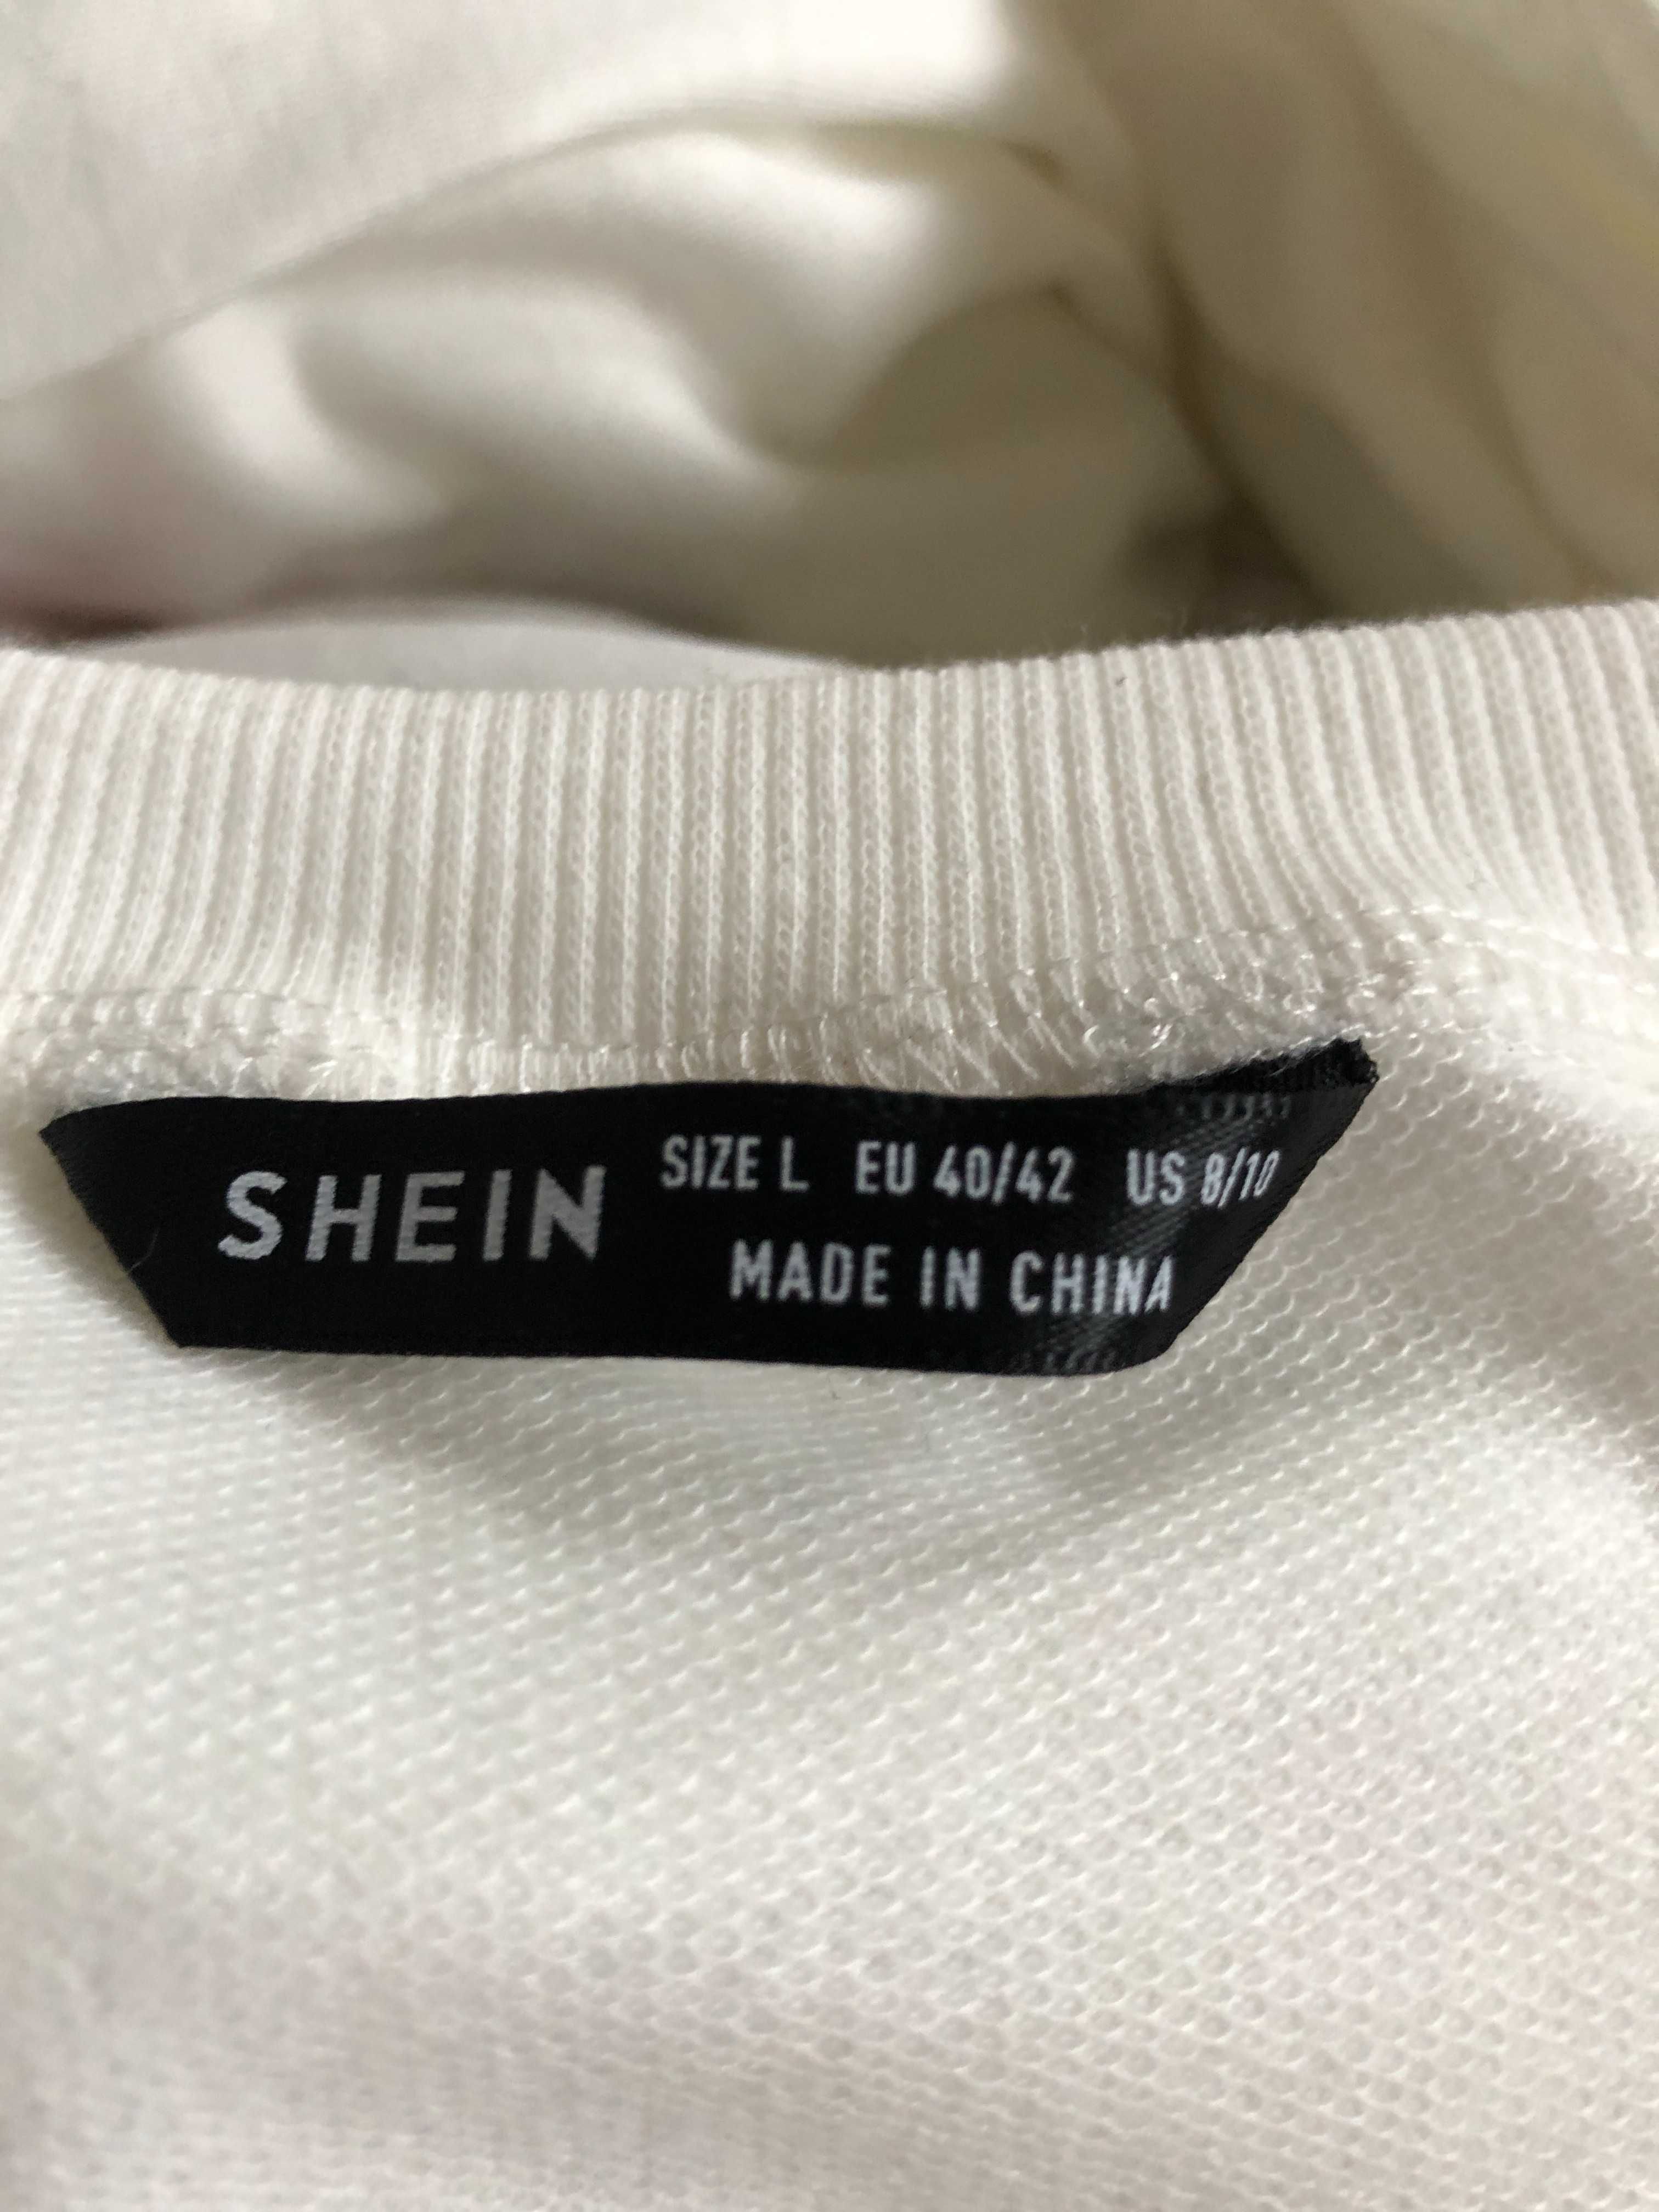 SHEIN
SIZE L EU 40/42 US 8/10
MADE IN CHINA